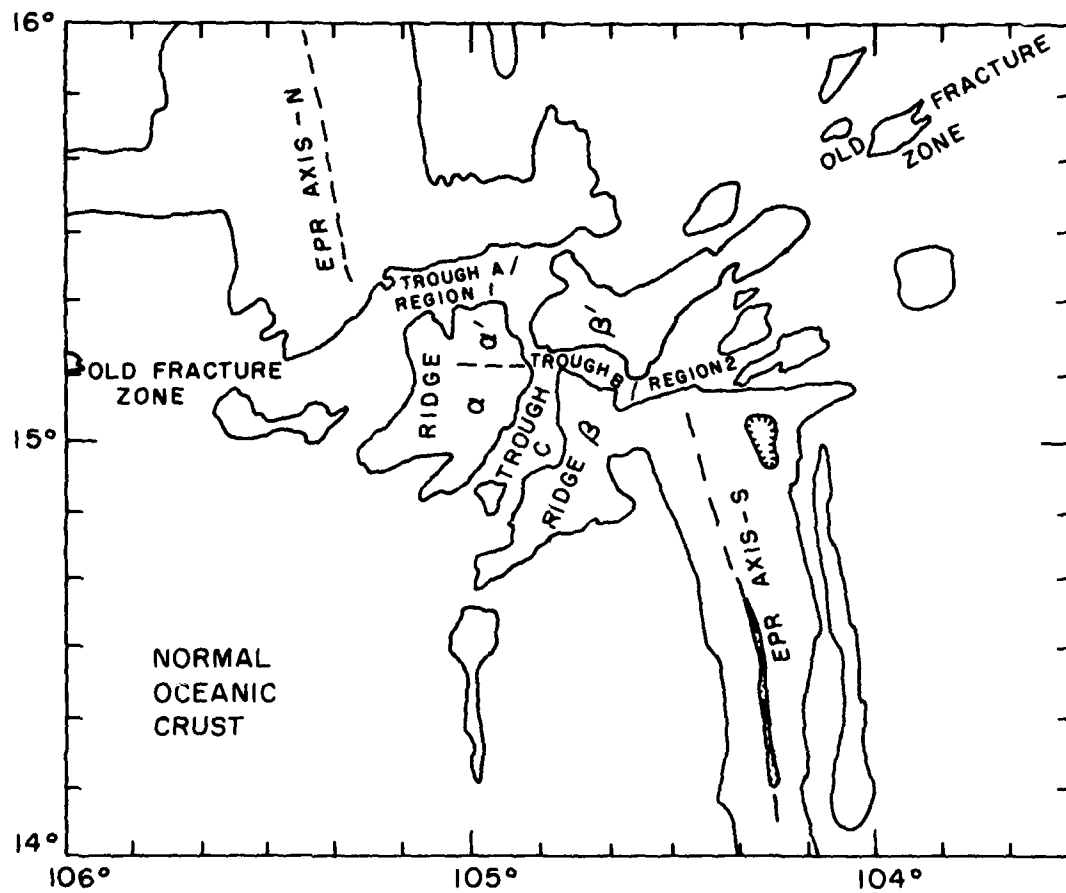 16°
EPR AXIS-N
OLD FRACTURE
ZONE
TROUGH A/
REGION 1
α'
β'
RIDGE
α
TROUGH B/ REGION 2
OLD FRACTURE
ZONE
15°
TROUGH
C
RIDGE β
EPR AXIS-S
NORMAL
OCEANIC
CRUST
14°
106°
105°
104°